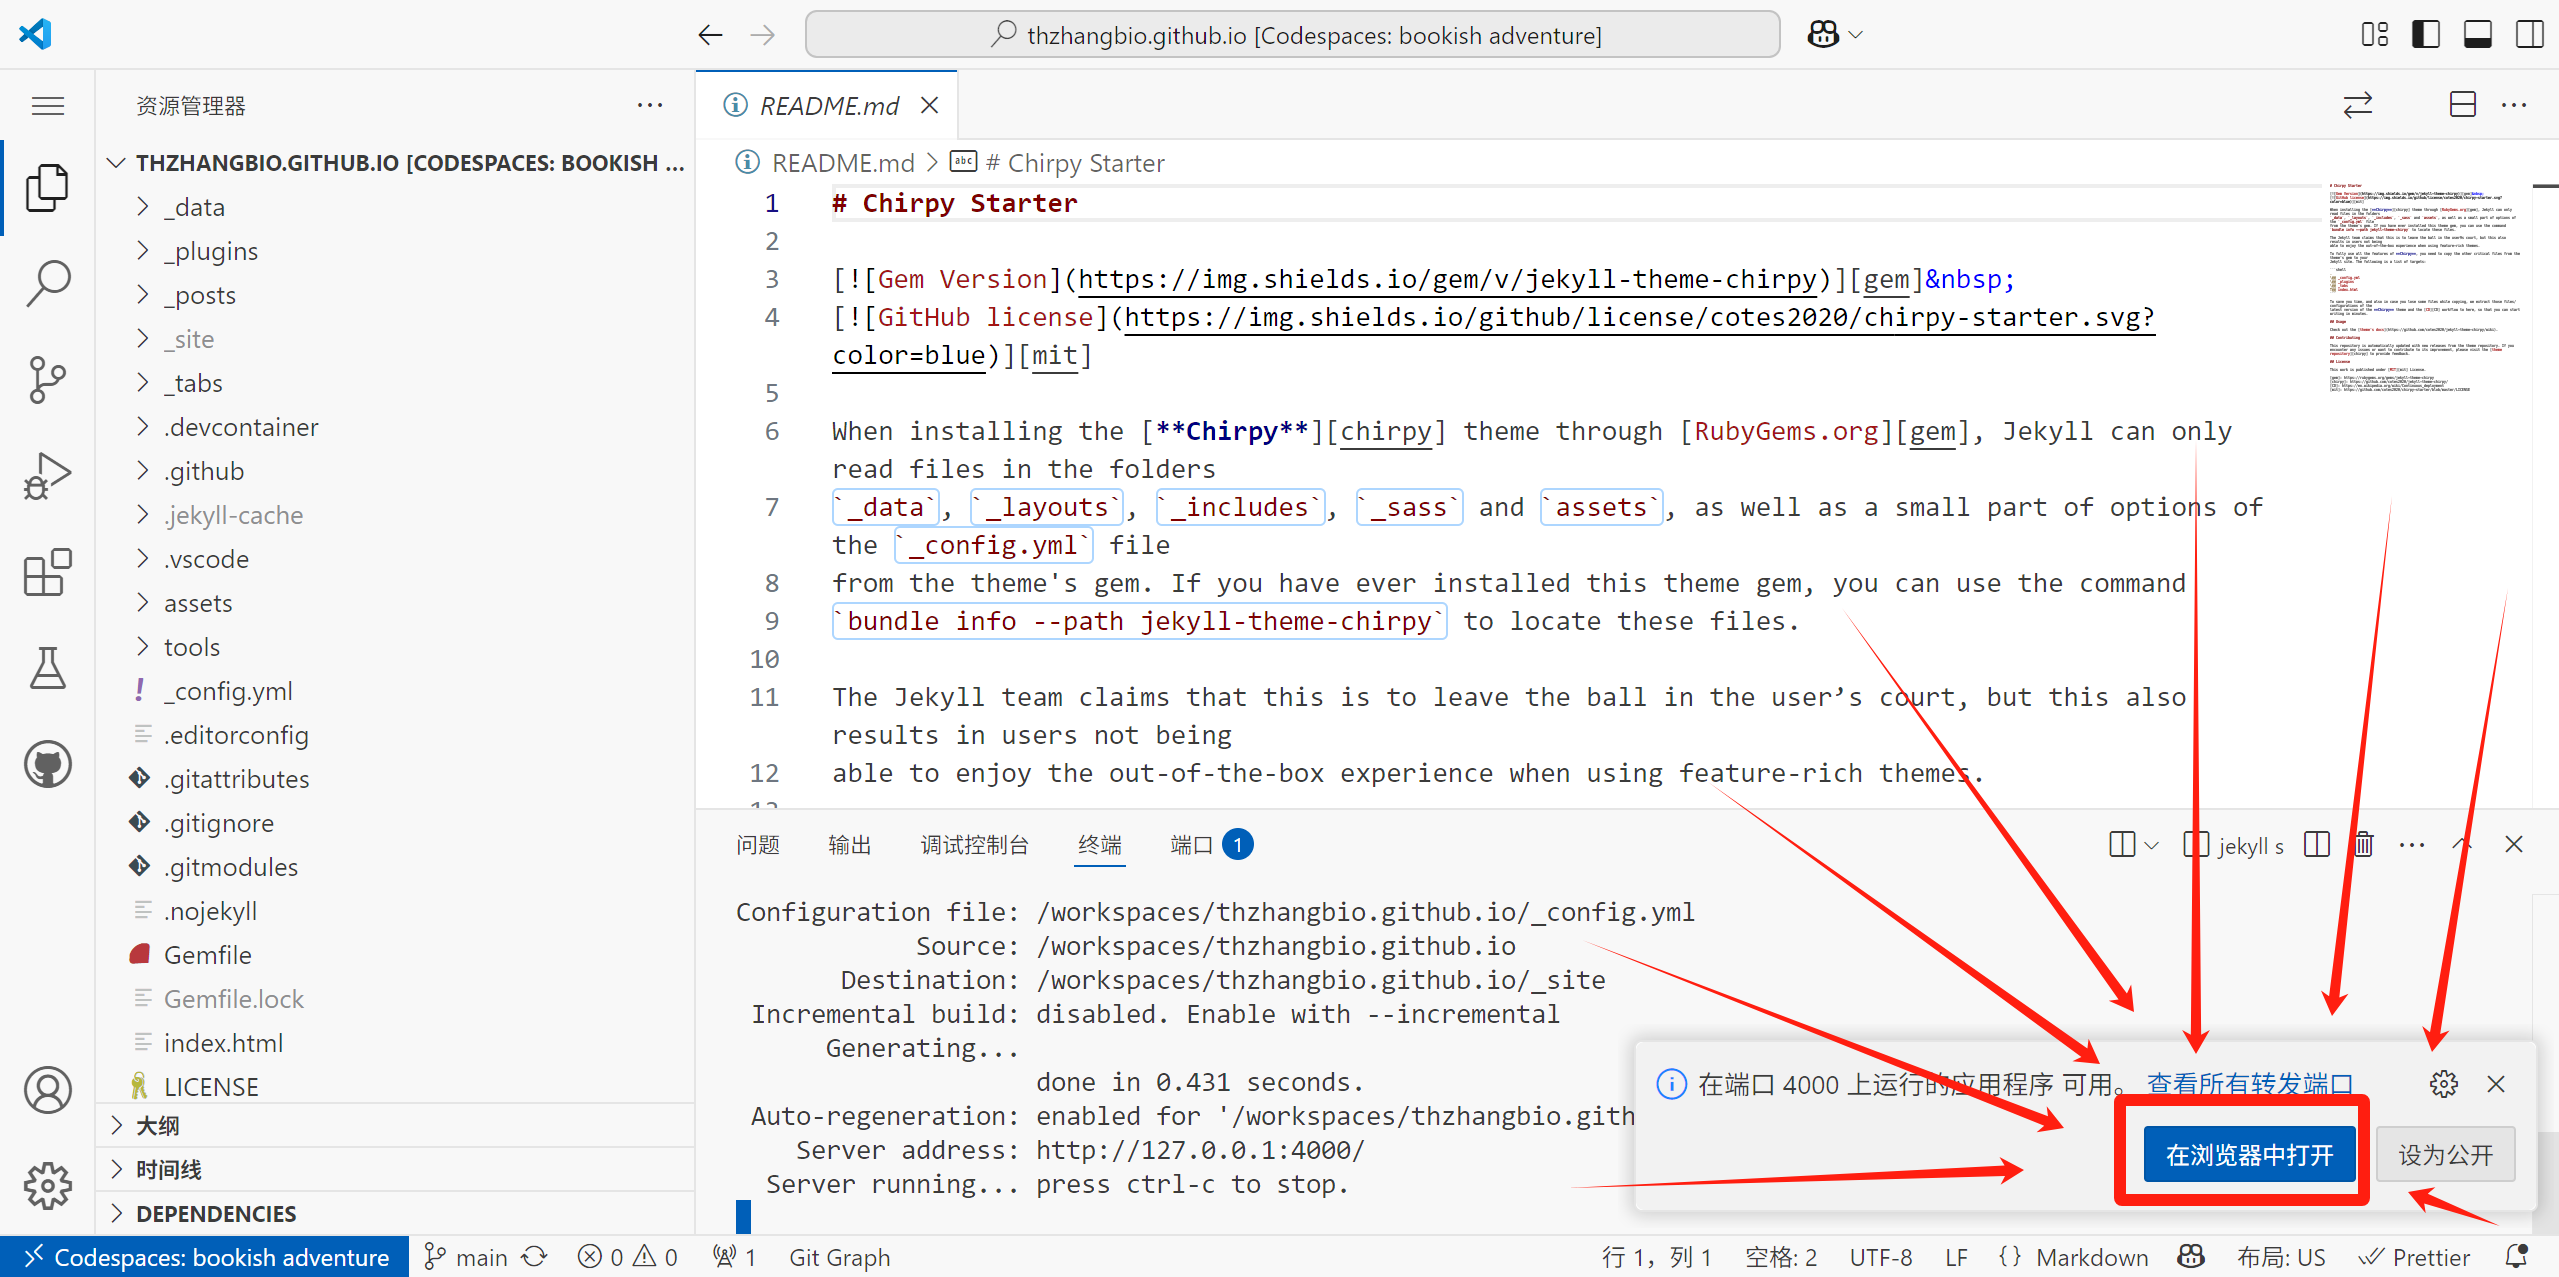 thzhangbio.github.io [Codespaces: bookish adventure]
资源管理器
THZHANGBIO.GITHUB.IO [CODESPACES: BOOKISH ...
_data
_plugins
_posts
_site
_tabs
.devcontainer
.github
.jekyll-cache
.vscode
assets
tools
_config.yml
.editorconfig
.gitattributes
.gitignore
.gitmodules
.nojekyll
Gemfile
Gemfile.lock
index.html
LICENSE
大纲
时间线
DEPENDENCIES
README.md
README.md > # Chirpy Starter
1 # Chirpy Starter
2
3 [![Gem Version](https://img.shields.io/gem/v/jekyll-theme-chirpy)][gem]&nbsp;
4 [![GitHub license](https://img.shields.io/github/license/cotes2020/chirpy-starter.svg?
color=blue)][mit]
5
6 When installing the [**Chirpy**][chirpy] theme through [RubyGems.org][gem], Jekyll can only
read files in the folders
7 `_data`, `_layouts`, `_includes`, `_sass` and `assets`, as well as a small part of options of
the `_config.yml` file
8 from the theme's gem. If you have ever installed this theme gem, you can use the command
9 `bundle info --path jekyll-theme-chirpy` to locate these files.
10
11 The Jekyll team claims that this is to leave the ball in the user’s court, but this also
results in users not being
12 able to enjoy the out-of-the-box experience when using feature-rich themes.
问题 输出 调试控制台 终端 端口 1
jekyll s
Configuration file: /workspaces/thzhangbio.github.io/_config.yml
Source: /workspaces/thzhangbio.github.io
Destination: /workspaces/thzhangbio.github.io/_site
Incremental build: disabled. Enable with --incremental
Generating...
done in 0.431 seconds.
Auto-regeneration: enabled for '/workspaces/thzhangbio.gith
Server address: http://127.0.0.1:4000/
Server running... press ctrl-c to stop.
在端口 4000 上运行的应用程序 可用。 查看所有转发端口
在浏览器中打开 设为公开
Codespaces: bookish adventure main 0 0 1 Git Graph 行 1，列 1 空格: 2 UTF-8 LF {} Markdown 布局: US Prettier